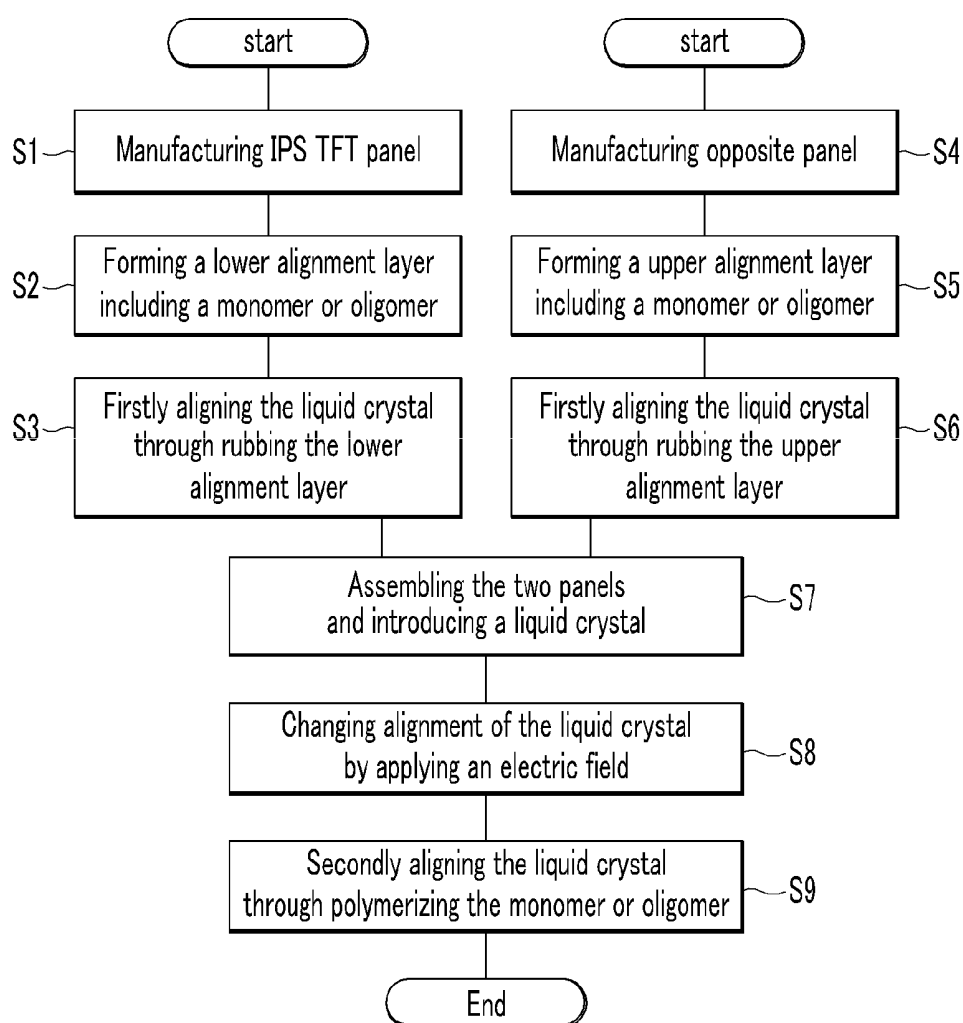 start
start
S1
Manufacturing IPS TFT panel
Manufacturing opposite panel
S4
S2
Forming a lower alignment layer
including a monomer or oligomer
Forming a upper alignment layer
including a monomer or oligomer
S5
S3
Firstly aligning the liquid crystal
through rubbing the lower
alignment layer
Firstly aligning the liquid crystal
through rubbing the upper
alignment layer
S6
Assembling the two panels
and introducing a liquid crystal
S7
Changing alignment of the liquid crystal
by applying an electric field
S8
Secondly aligning the liquid crystal
through polymerizing the monomer or oligomer
S9
End